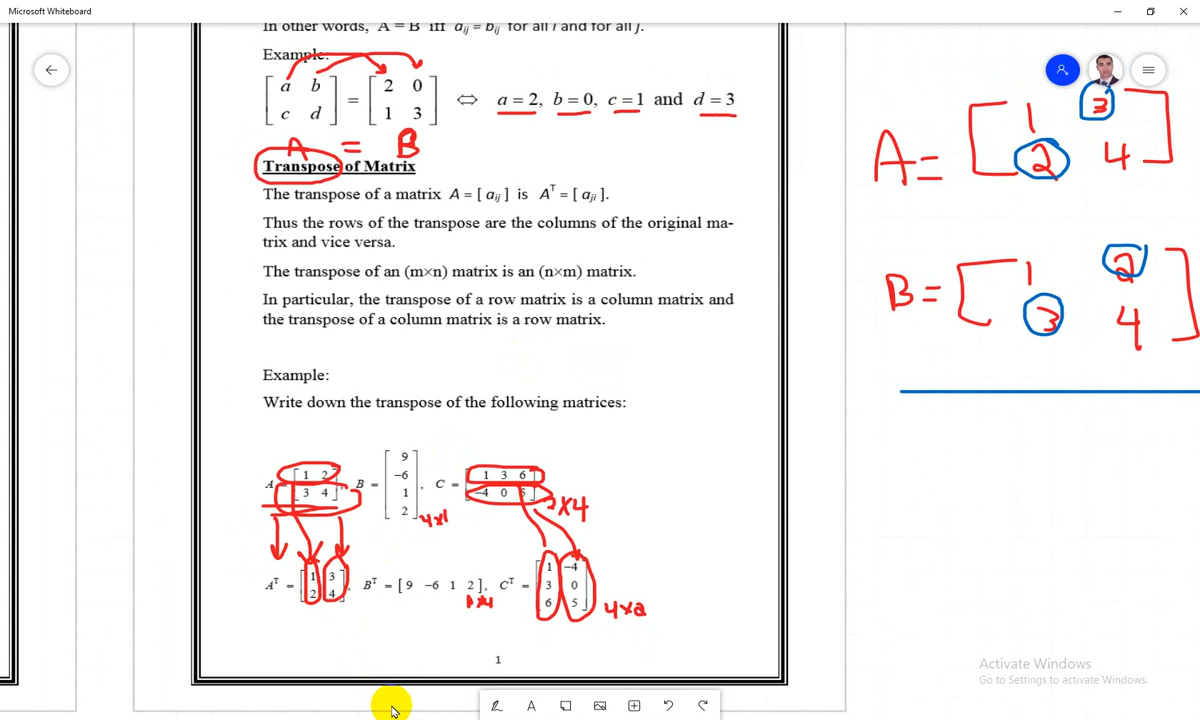 Microsoft Whiteboard
In other words, A = B iff aij = bij for all i and for all j.
Example:
[ a b ] = [ 2 0 ] ⇔ a = 2, b = 0, c = 1 and d = 3
[ c d ] [ 1 3 ]
A = B
Transpose of Matrix
The transpose of a matrix A = [ aij ] is Aᵀ = [ aji ].
Thus the rows of the transpose are the columns of the original ma-
trix and vice versa.
The transpose of an (m×n) matrix is an (n×m) matrix.
In particular, the transpose of a row matrix is a column matrix and
the transpose of a column matrix is a row matrix.
Example:
Write down the transpose of the following matrices:
A [ 1 2 ]
[ 3 4 ]
, B =
[ 9 ]
[ −6 ]
[ 1 ]
[ 2 ]
4x1
, C =
[ 1 3 6 ]
[ −4 0 5 ]
x4
Aᵀ =
[ 1 3 ]
[ 2 4 ]
Bᵀ = [ 9 −6 1 2 ],
1x4
Cᵀ =
[ 1 −4 ]
[ 3 0 ]
[ 6 5 ]
4x2
1
A = [ 1 3 ]
[ 2 4 ]
B = [ 1 2 ]
[ 3 4 ]
Activate Windows
Go to Settings to activate Windows.
A